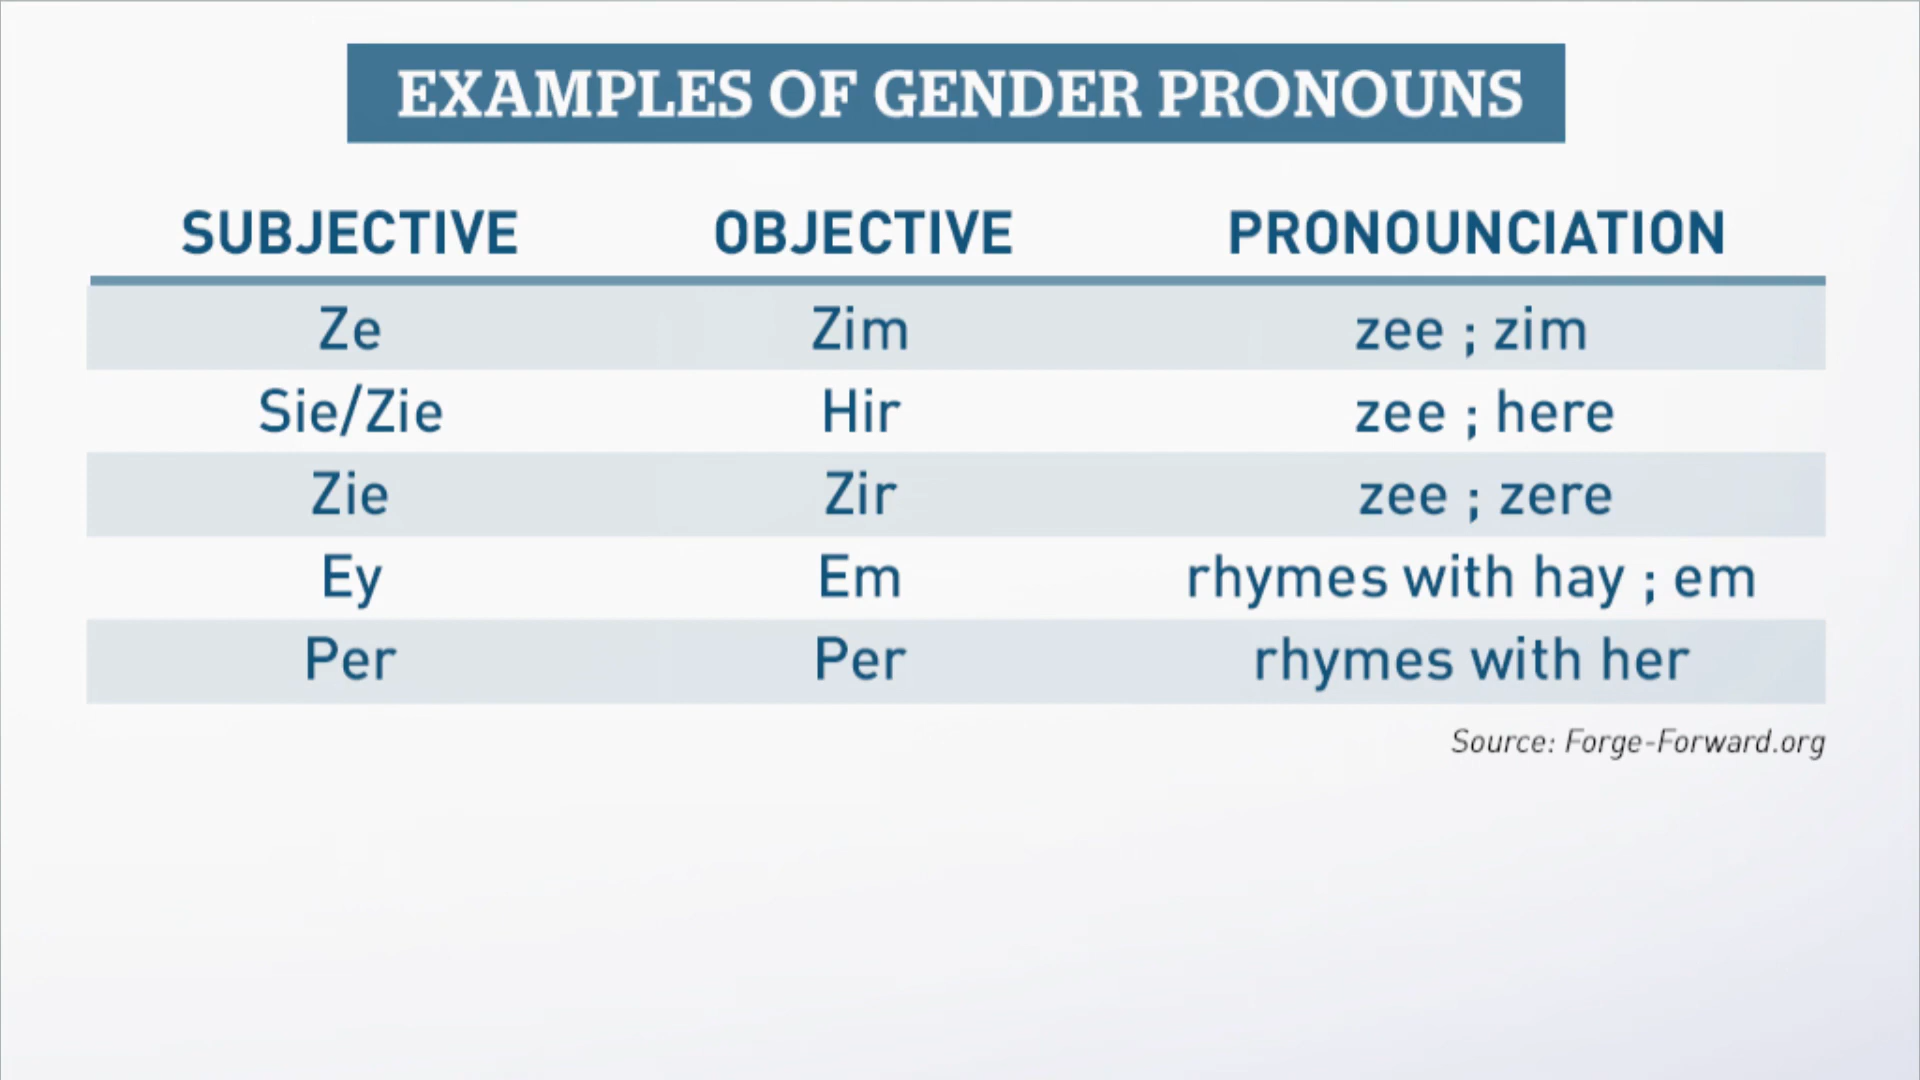 EXAMPLES OF GENDER PRONOUNS
SUBJECTIVE OBJECTIVE PRONOUNCIATION
Ze Zim zee ; zim
Sie/Zie Hir zee ; here
Zie Zir zee ; zere
Ey Em rhymes with hay ; em
Per Per rhymes with her
Source: Forge-Forward.org